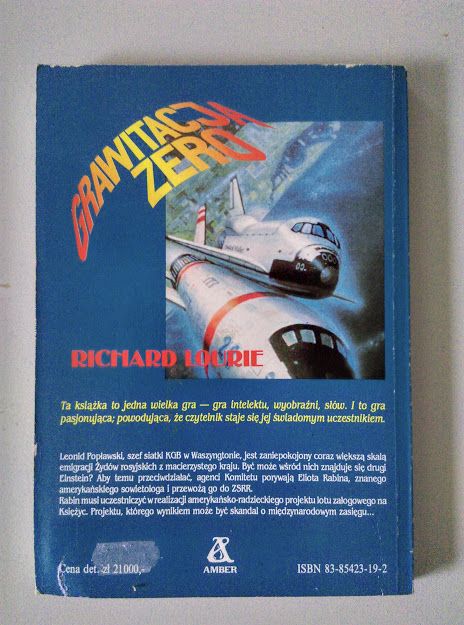 GRAWITACJA
ZERO
RICHARD LOURIE
Ta książka to jedna wielka gra — gra intelektu, wyobraźni, słów. I to gra
pasjonująca; powodująca, że czytelnik staje się jej świadomym uczestnikiem.
Leonid Popławski, szef siatki KGB w Waszyngtonie, jest zaniepokojony coraz większą skalą
emigracji Żydów rosyjskich z macierzystego kraju. Być może wśród nich znajduje się drugi
Einstein? Aby temu przeciwdziałać, agenci Komitetu porywają Eliota Rabina, znanego
amerykańskiego sowietologa i przewożą go do ZSRR.
Rabin musi uczestniczyć w realizacji amerykańsko-radzieckiego projektu lotu załogowego na
Księżyc. Projektu, którego wynikiem może być skandal o międzynarodowym zasięgu...
Cena det. zł 21000,-
AMBER
ISBN 83-85423-19-2